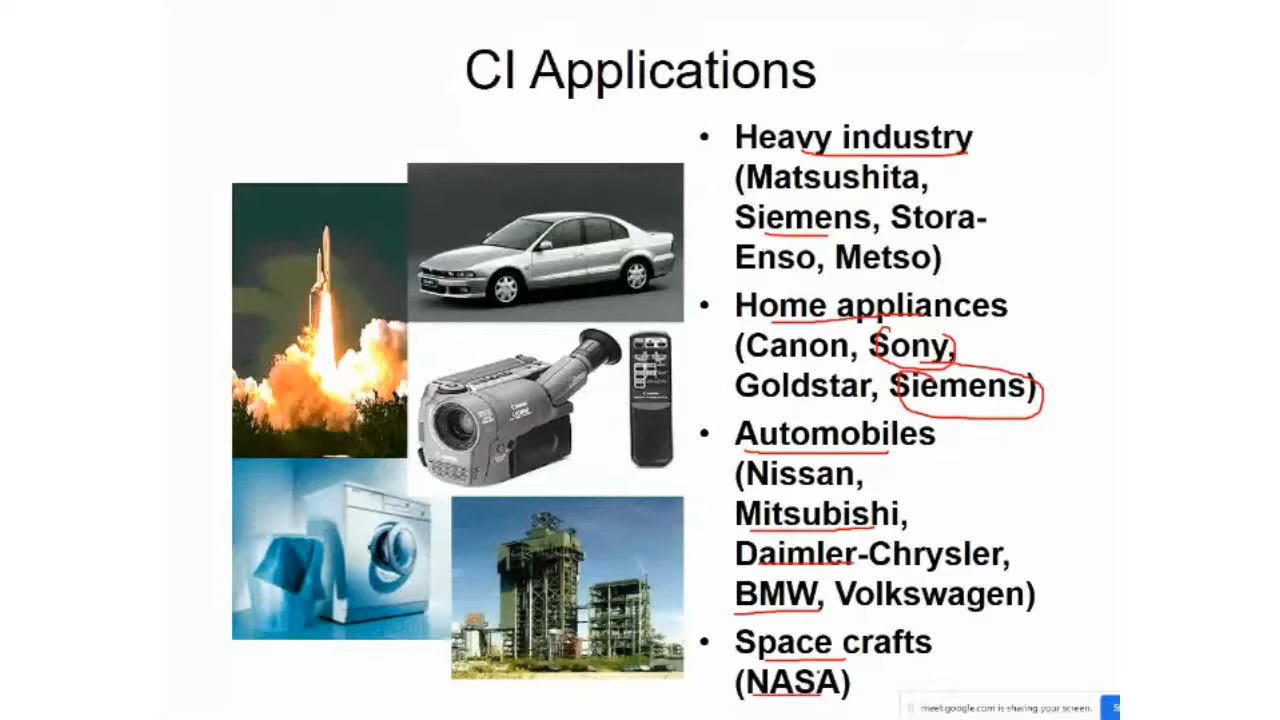 CI Applications
• Heavy industry
(Matsushita,
Siemens, Stora-
Enso, Metso)
• Home appliances
(Canon, Sony,
Goldstar, Siemens)
• Automobiles
(Nissan,
Mitsubishi,
Daimler-Chrysler,
BMW, Volkswagen)
• Space crafts
(NASA)
meet.google.com is sharing your screen.